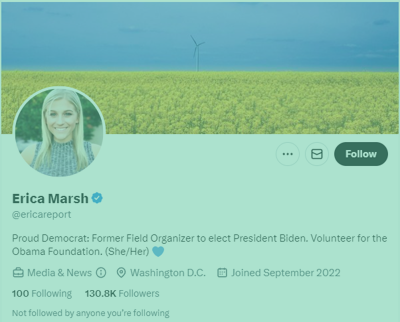 Follow
Erica Marsh
@ericareport
Proud Democrat: Former Field Organizer to elect President Biden. Volunteer for the
Obama Foundation. (She/Her) 💙
Media & News Washington D.C. Joined September 2022
100 Following 130.8K Followers
Not followed by anyone you're following